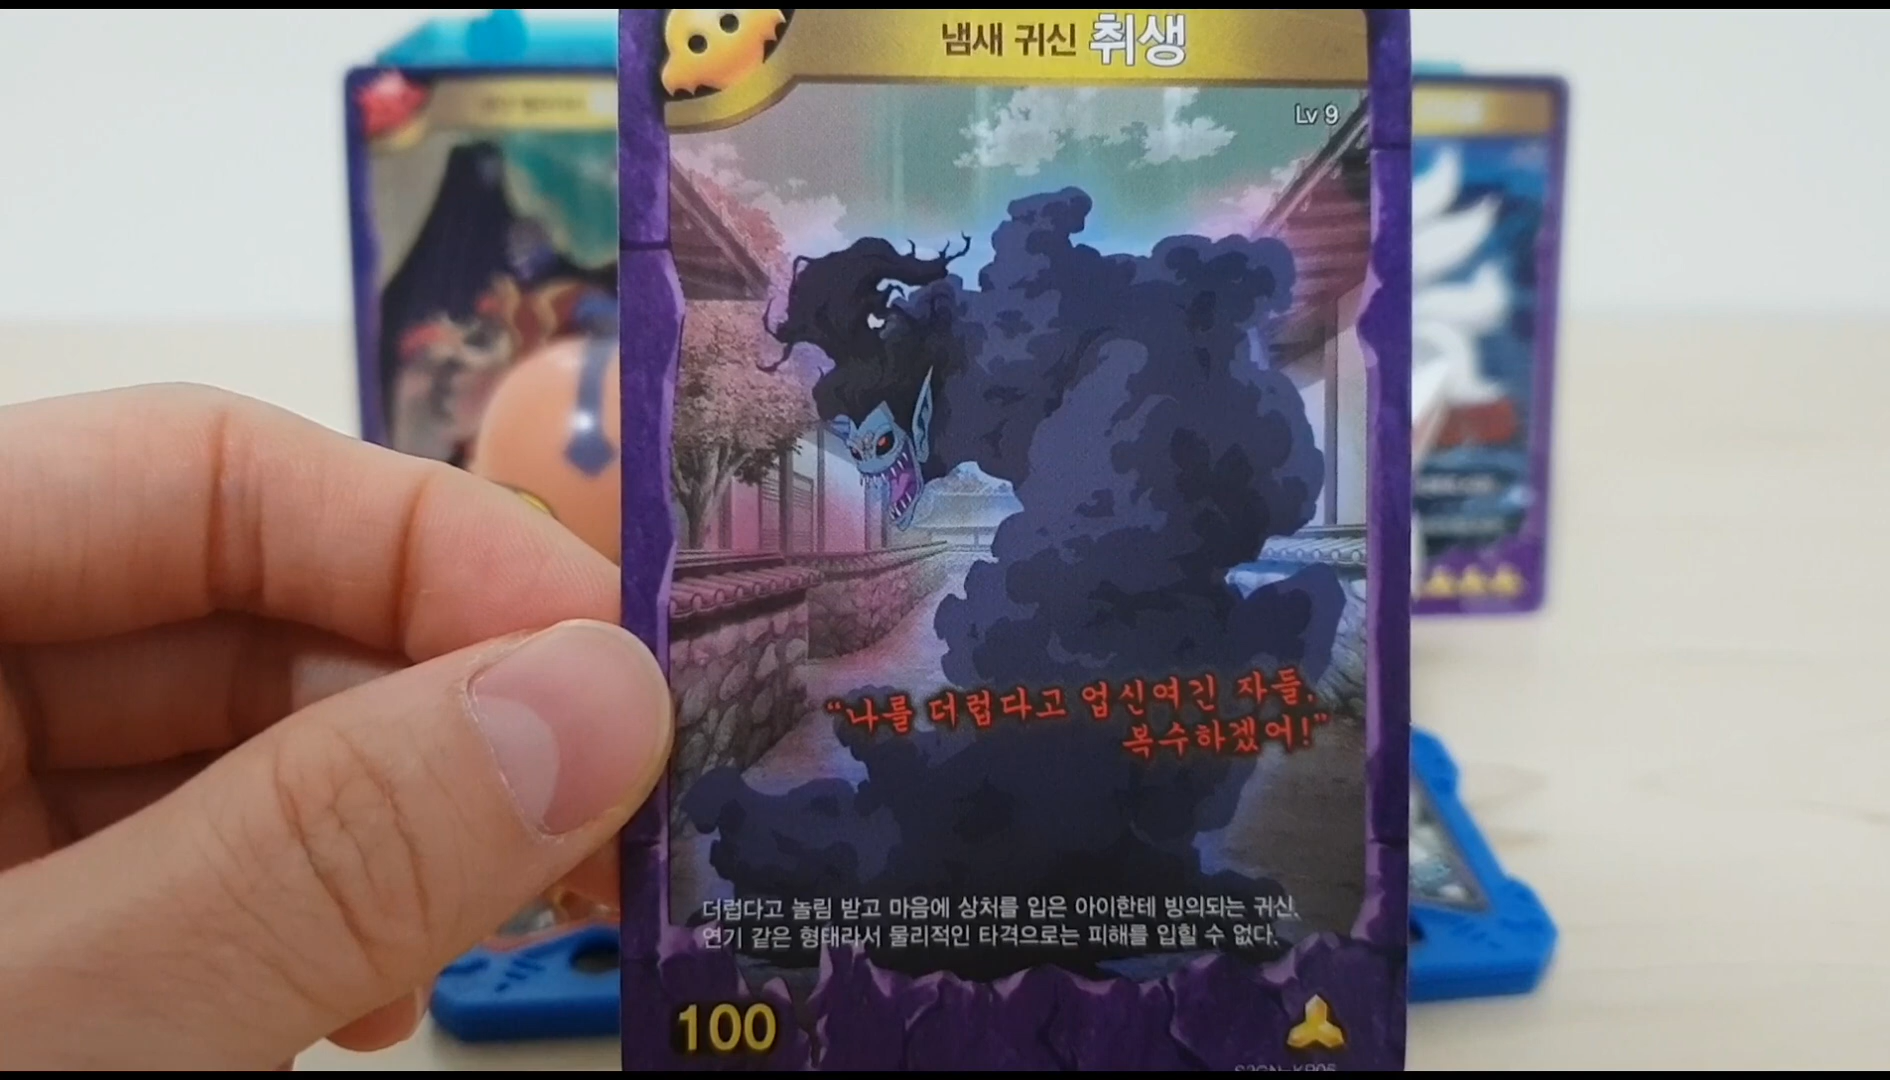 냄새 귀신 취생
Lv 9
“나를 더럽다고 업신여긴 자들,
복수하겠어!”
더럽다고 놀림 받고 마음에 상처를 입은 아이한테 빙의되는 귀신.
연기 같은 형태라서 물리적인 타격으로는 피해를 입힐 수 없다.
100